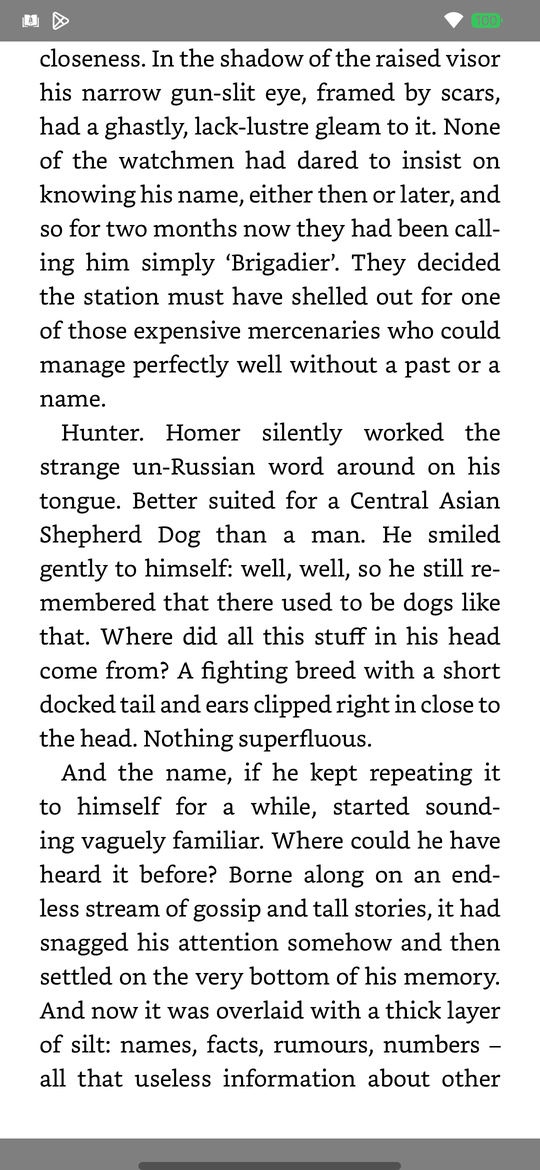 closeness. In the shadow of the raised visor
his narrow gun-slit eye, framed by scars,
had a ghastly, lack-lustre gleam to it. None
of the watchmen had dared to insist on
knowing his name, either then or later, and
so for two months now they had been call-
ing him simply ‘Brigadier’. They decided
the station must have shelled out for one
of those expensive mercenaries who could
manage perfectly well without a past or a
name.
Hunter. Homer silently worked the
strange un-Russian word around on his
tongue. Better suited for a Central Asian
Shepherd Dog than a man. He smiled
gently to himself: well, well, so he still re-
membered that there used to be dogs like
that. Where did all this stuff in his head
come from? A fighting breed with a short
docked tail and ears clipped right in close to
the head. Nothing superfluous.
And the name, if he kept repeating it
to himself for a while, started sound-
ing vaguely familiar. Where could he have
heard it before? Borne along on an end-
less stream of gossip and tall stories, it had
snagged his attention somehow and then
settled on the very bottom of his memory.
And now it was overlaid with a thick layer
of silt: names, facts, rumours, numbers –
all that useless information about other